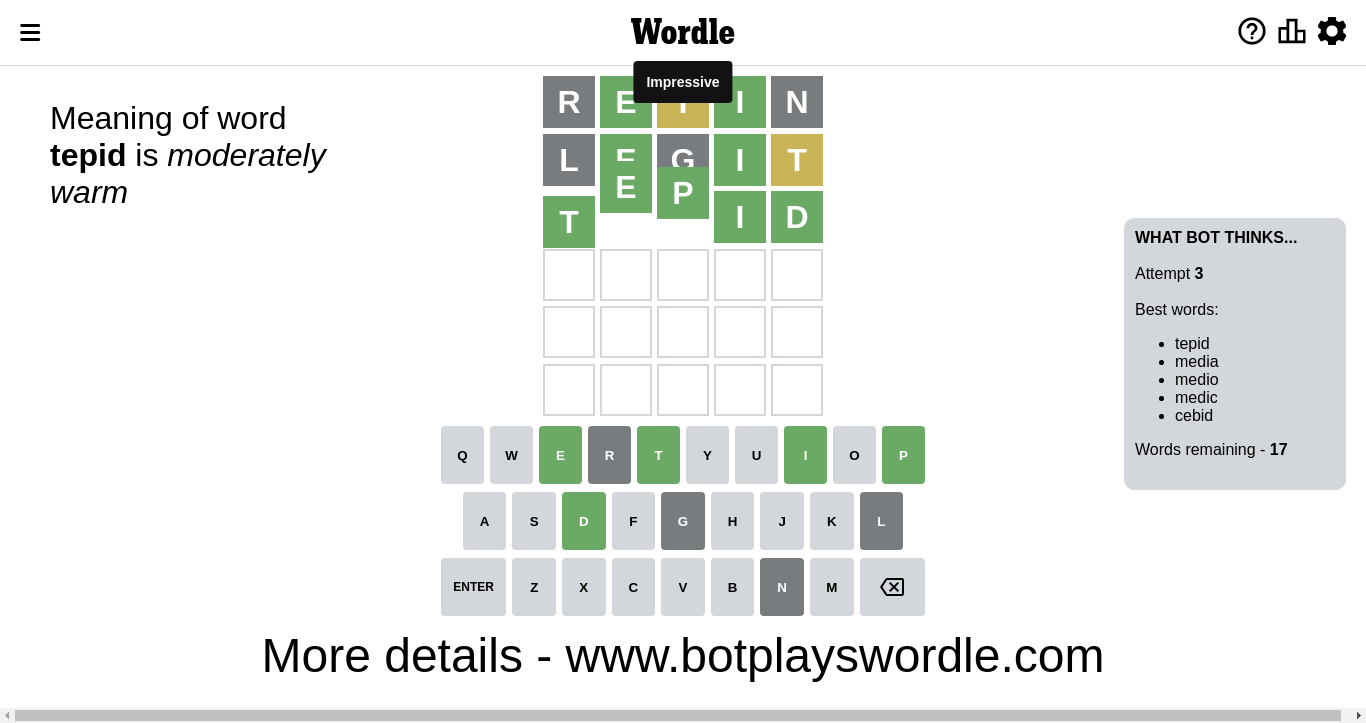 Wordle
Impressive
Meaning of word
tepid is moderately
warm
R E I N
L E G I T
T E P I D
WHAT BOT THINKS...
Attempt 3
Best words:
tepid
media
medio
medic
cebid
Words remaining - 17
Q W E R T Y U I O P
A S D F G H J K L
ENTER Z X C V B N M
More details - www.botplayswordle.com